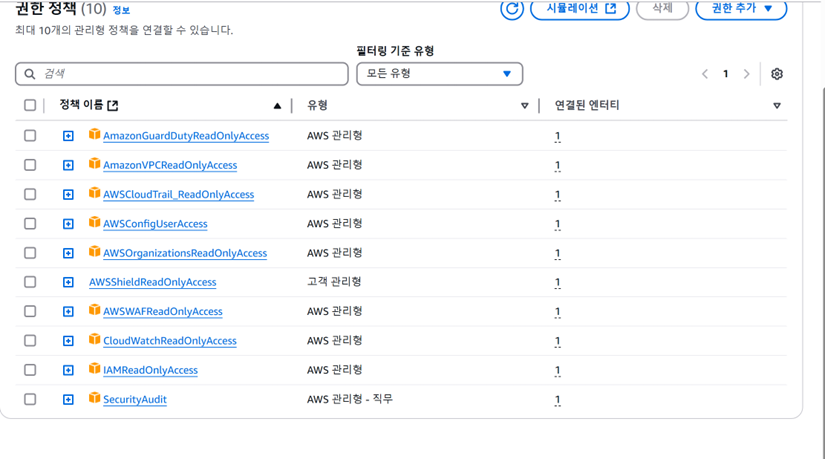 권한 정책 (10) 정보
시뮬레이션 삭제 권한 추가
최대 10개의 관리형 정책을 연결할 수 있습니다.
필터링 기준 유형
검색 모든 유형 1
정책 이름 유형 연결된 엔터티
AmazonGuardDutyReadOnlyAccess AWS 관리형 1
AmazonVPCReadOnlyAccess AWS 관리형 1
AWSCloudTrail_ReadOnlyAccess AWS 관리형 1
AWSConfigUserAccess AWS 관리형 1
AWSOrganizationsReadOnlyAccess AWS 관리형 1
AWSShieldReadOnlyAccess 고객 관리형 1
AWSWAFReadOnlyAccess AWS 관리형 1
CloudWatchReadOnlyAccess AWS 관리형 1
IAMReadOnlyAccess AWS 관리형 1
SecurityAudit AWS 관리형 - 직무 1